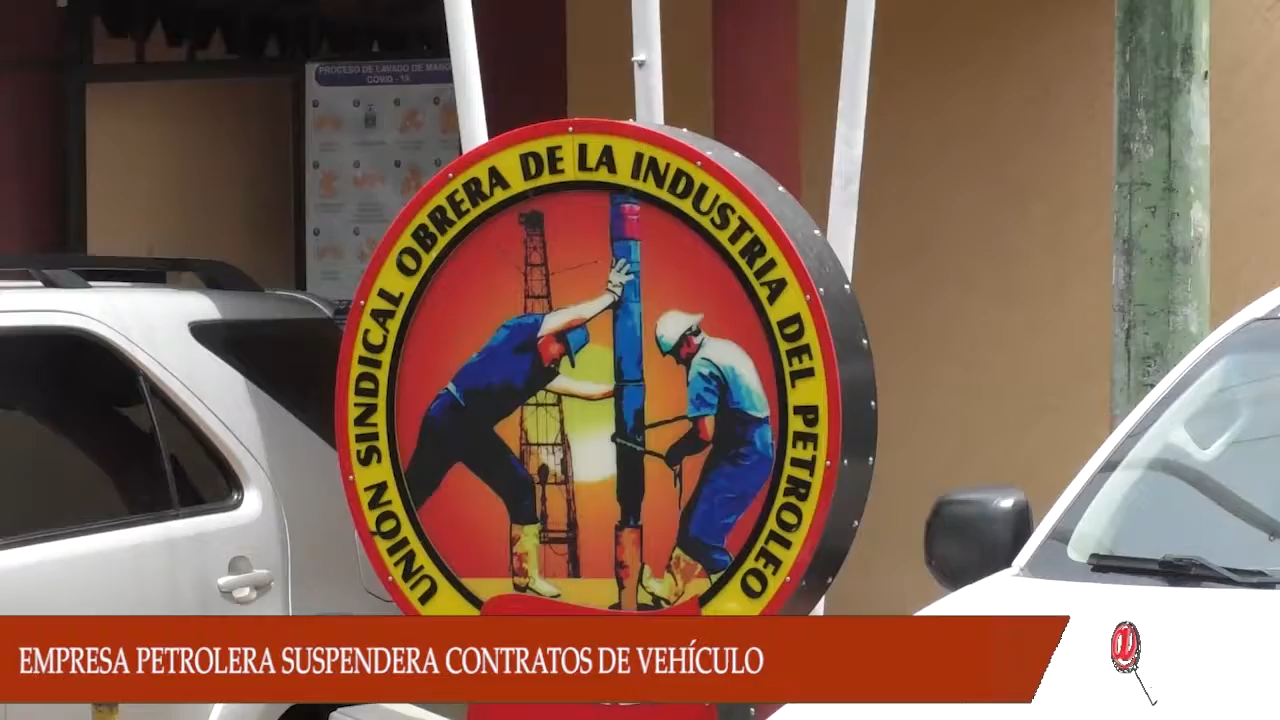 PROCESO DE LAVADO DE MANO
COVID - 19
UNIÓN SINDICAL OBRERA DE LA INDUSTRIA DEL PETROLEO
EMPRESA PETROLERA SUSPENDERA CONTRATOS DE VEHÍCULO
@